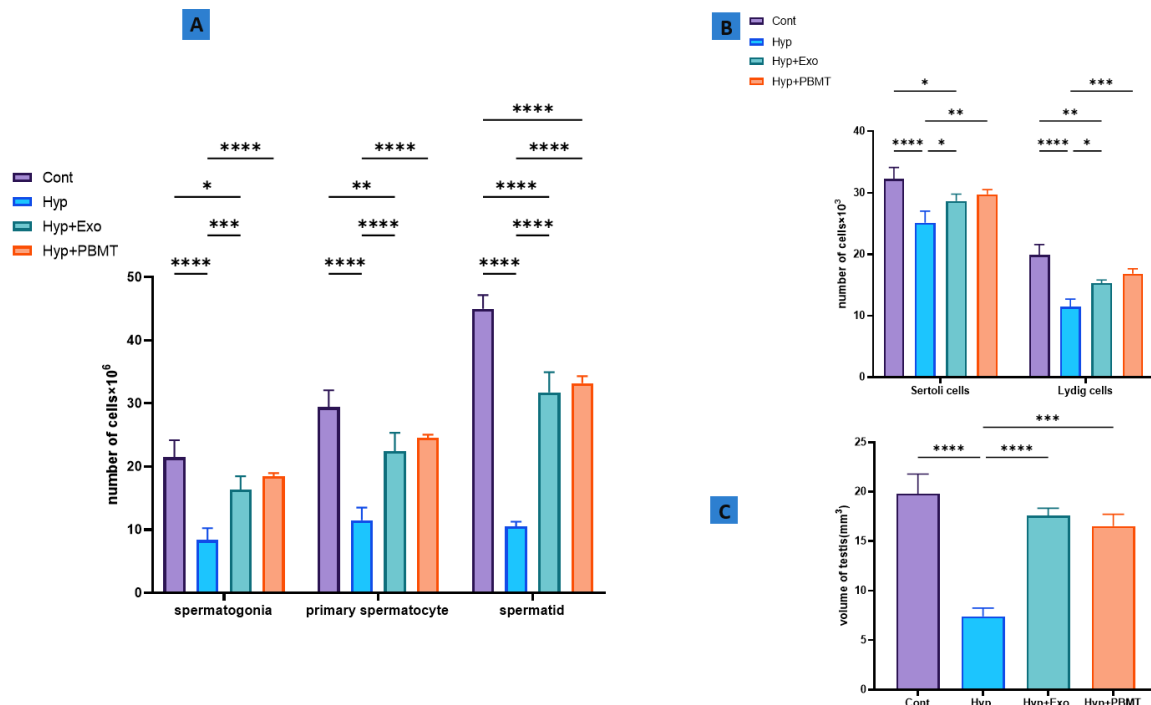 A
****
****
****
****
*
**
****
***
****
****
****
****
****
Cont
Hyp
Hyp+Exo
Hyp+PBMT
number of cells×10⁶
50
40
30
20
10
0
spermatogonia
primary spermatocyte
spermatid
B
Cont
Hyp
Hyp+Exo
Hyp+PBMT
*
***
**
**
****
*
****
*
number of cells×10³
40
30
20
10
0
Sertoli cells
Lydig cells
C
***
****
****
volume of testis(mm³)
25
20
15
10
5
0
Cont
Hyp
Hyp+Exo
Hyp+PBMT